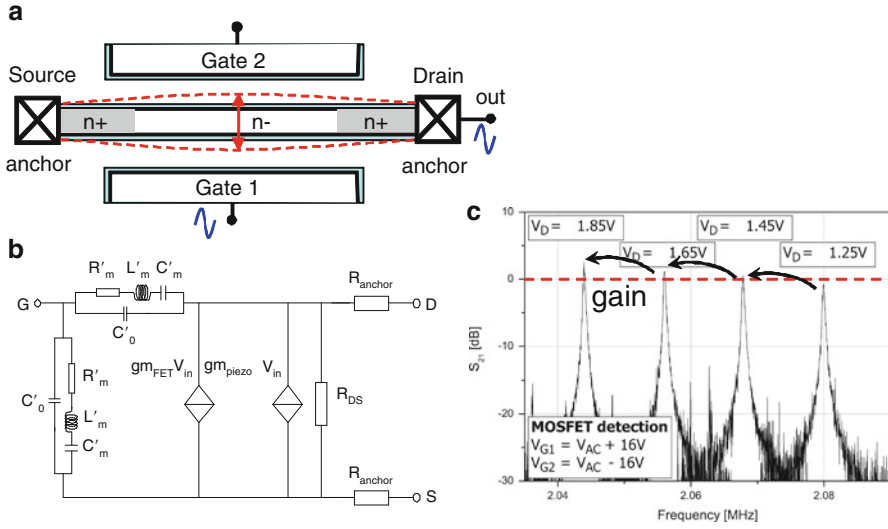 a
Gate 2
Source
Drain
out
n+
n-
n+
anchor
anchor
Gate 1
b
R'm L'm C'm
Ranchor
G
D
C'0
gmFETVin
gmpiezo
Vin
R'm
C'0
L'm
RDS
C'm
Ranchor
S
c
10
VD = 1.85V
VD = 1.45V
VD = 1.65V
VD = 1.25V
0
gain
S21 [dB]
-10
-20
MOSFET detection
VG1 = VAC + 16V
VG2 = VAC - 16V
-30
2.04
2.06
2.08
Frequency [MHz]